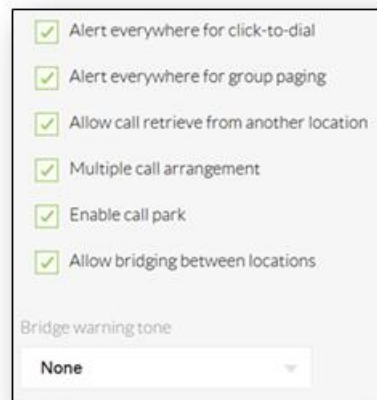 Alert everywhere for click-to-dial
Alert everywhere for group paging
Allow call retrieve from another location
Multiple call arrangement
Enable call park
Allow bridging between locations
Bridge warning tone
None